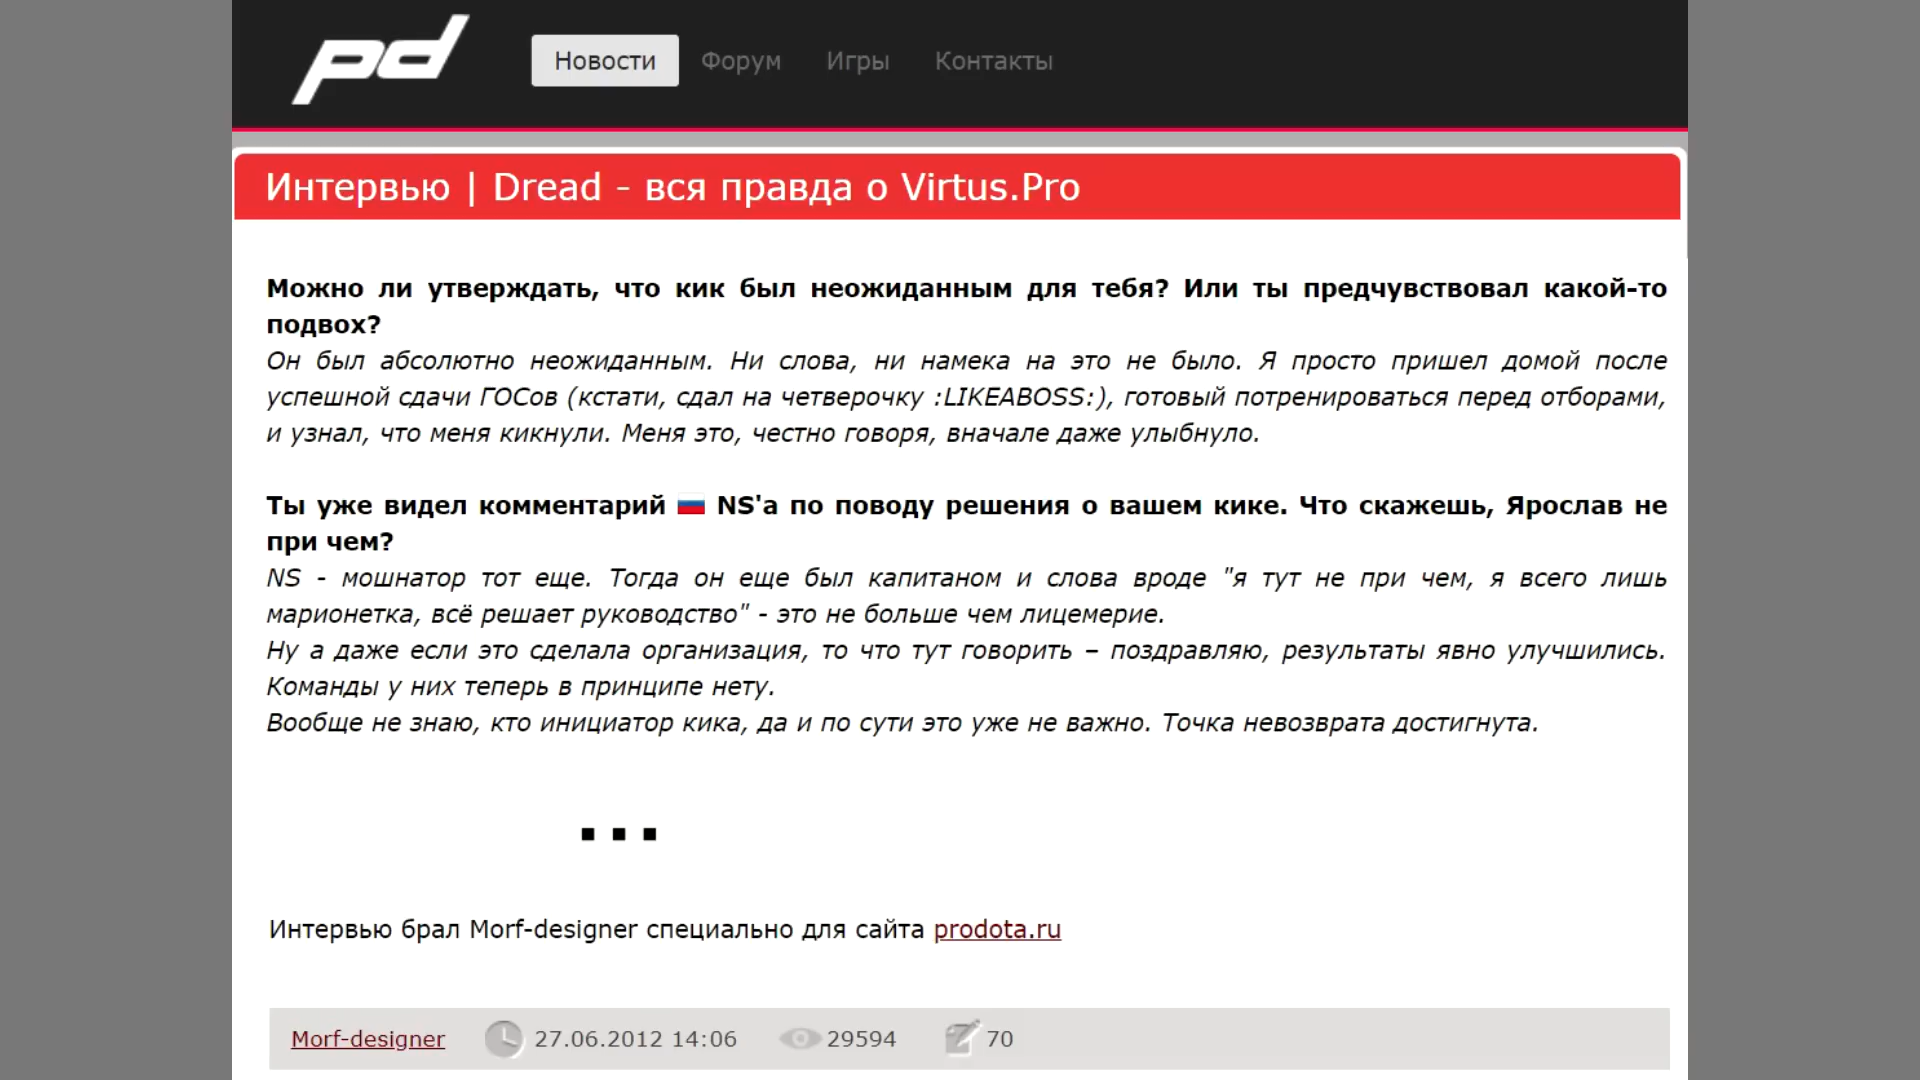 pd
Новости Форум Игры Контакты
Интервью | Dread - вся правда о Virtus.Pro
Можно ли утверждать, что кик был неожиданным для тебя? Или ты предчувствовал какой-то
подвох?
Он был абсолютно неожиданным. Ни слова, ни намека на это не было. Я просто пришел домой после
успешной сдачи ГОСов (кстати, сдал на четверочку :LIKEABOSS:), готовый потренироваться перед отборами,
и узнал, что меня кикнули. Меня это, честно говоря, вначале даже улыбнуло.
Ты уже видел комментарий NS'а по поводу решения о вашем кике. Что скажешь, Ярослав не
при чем?
NS - мошнатор тот еще. Тогда он еще был капитаном и слова вроде "я тут не при чем, я всего лишь
марионетка, всё решает руководство" - это не больше чем лицемерие.
Ну а даже если это сделала организация, то что тут говорить – поздравляю, результаты явно улучшились.
Команды у них теперь в принципе нету.
Вообще не знаю, кто инициатор кика, да и по сути это уже не важно. Точка невозврата достигнута.
...
Интервью брал Morf-designer специально для сайта prodota.ru
Morf-designer 27.06.2012 14:06 29594 70